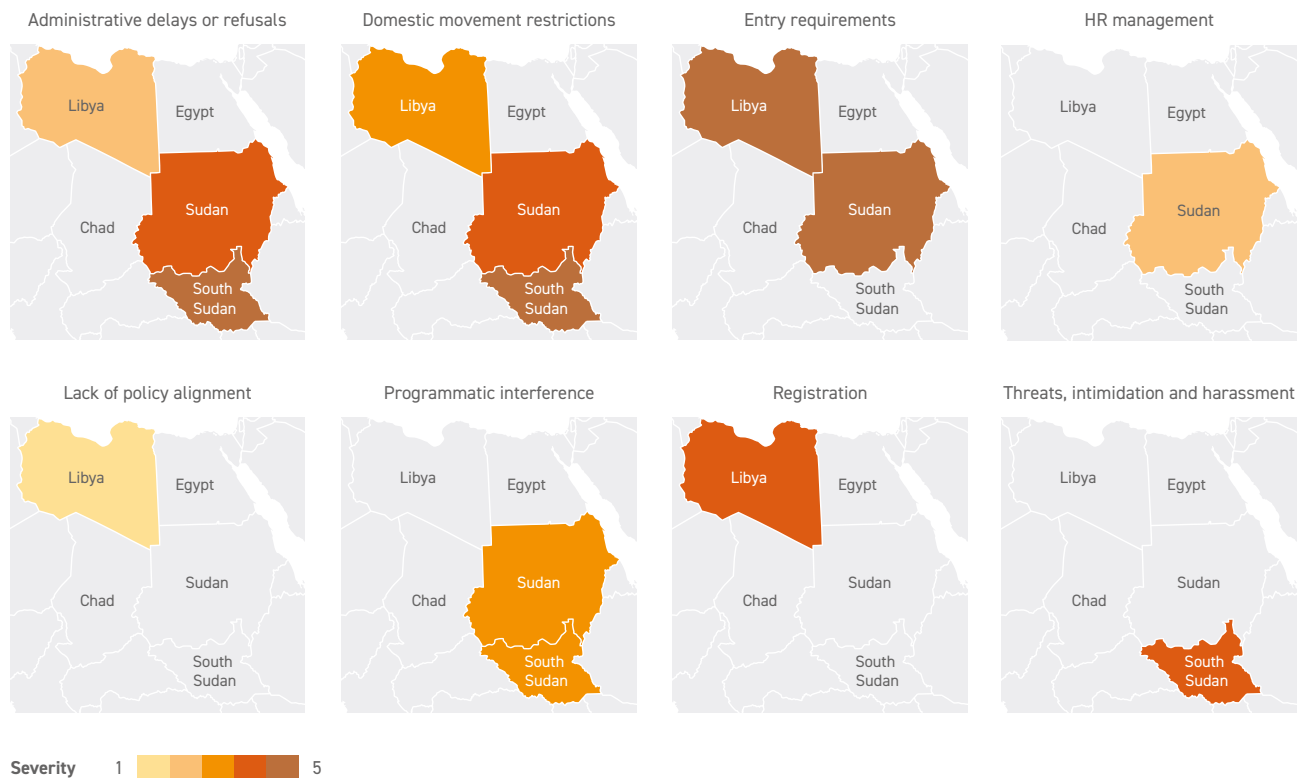 Administrative delays or refusals
Domestic movement restrictions
Entry requirements
HR management
Libya
Egypt
Chad
Sudan
South
Sudan
Libya
Egypt
Chad
Sudan
South
Sudan
Libya
Egypt
Chad
Sudan
South
Sudan
Libya
Egypt
Chad
Sudan
South
Sudan
Lack of policy alignment
Programmatic interference
Registration
Threats, intimidation and harassment
Libya
Egypt
Chad
Sudan
South
Sudan
Libya
Egypt
Chad
Sudan
South
Sudan
Libya
Egypt
Chad
Sudan
South
Sudan
Libya
Egypt
Chad
Sudan
South
Sudan
Severity 1 5